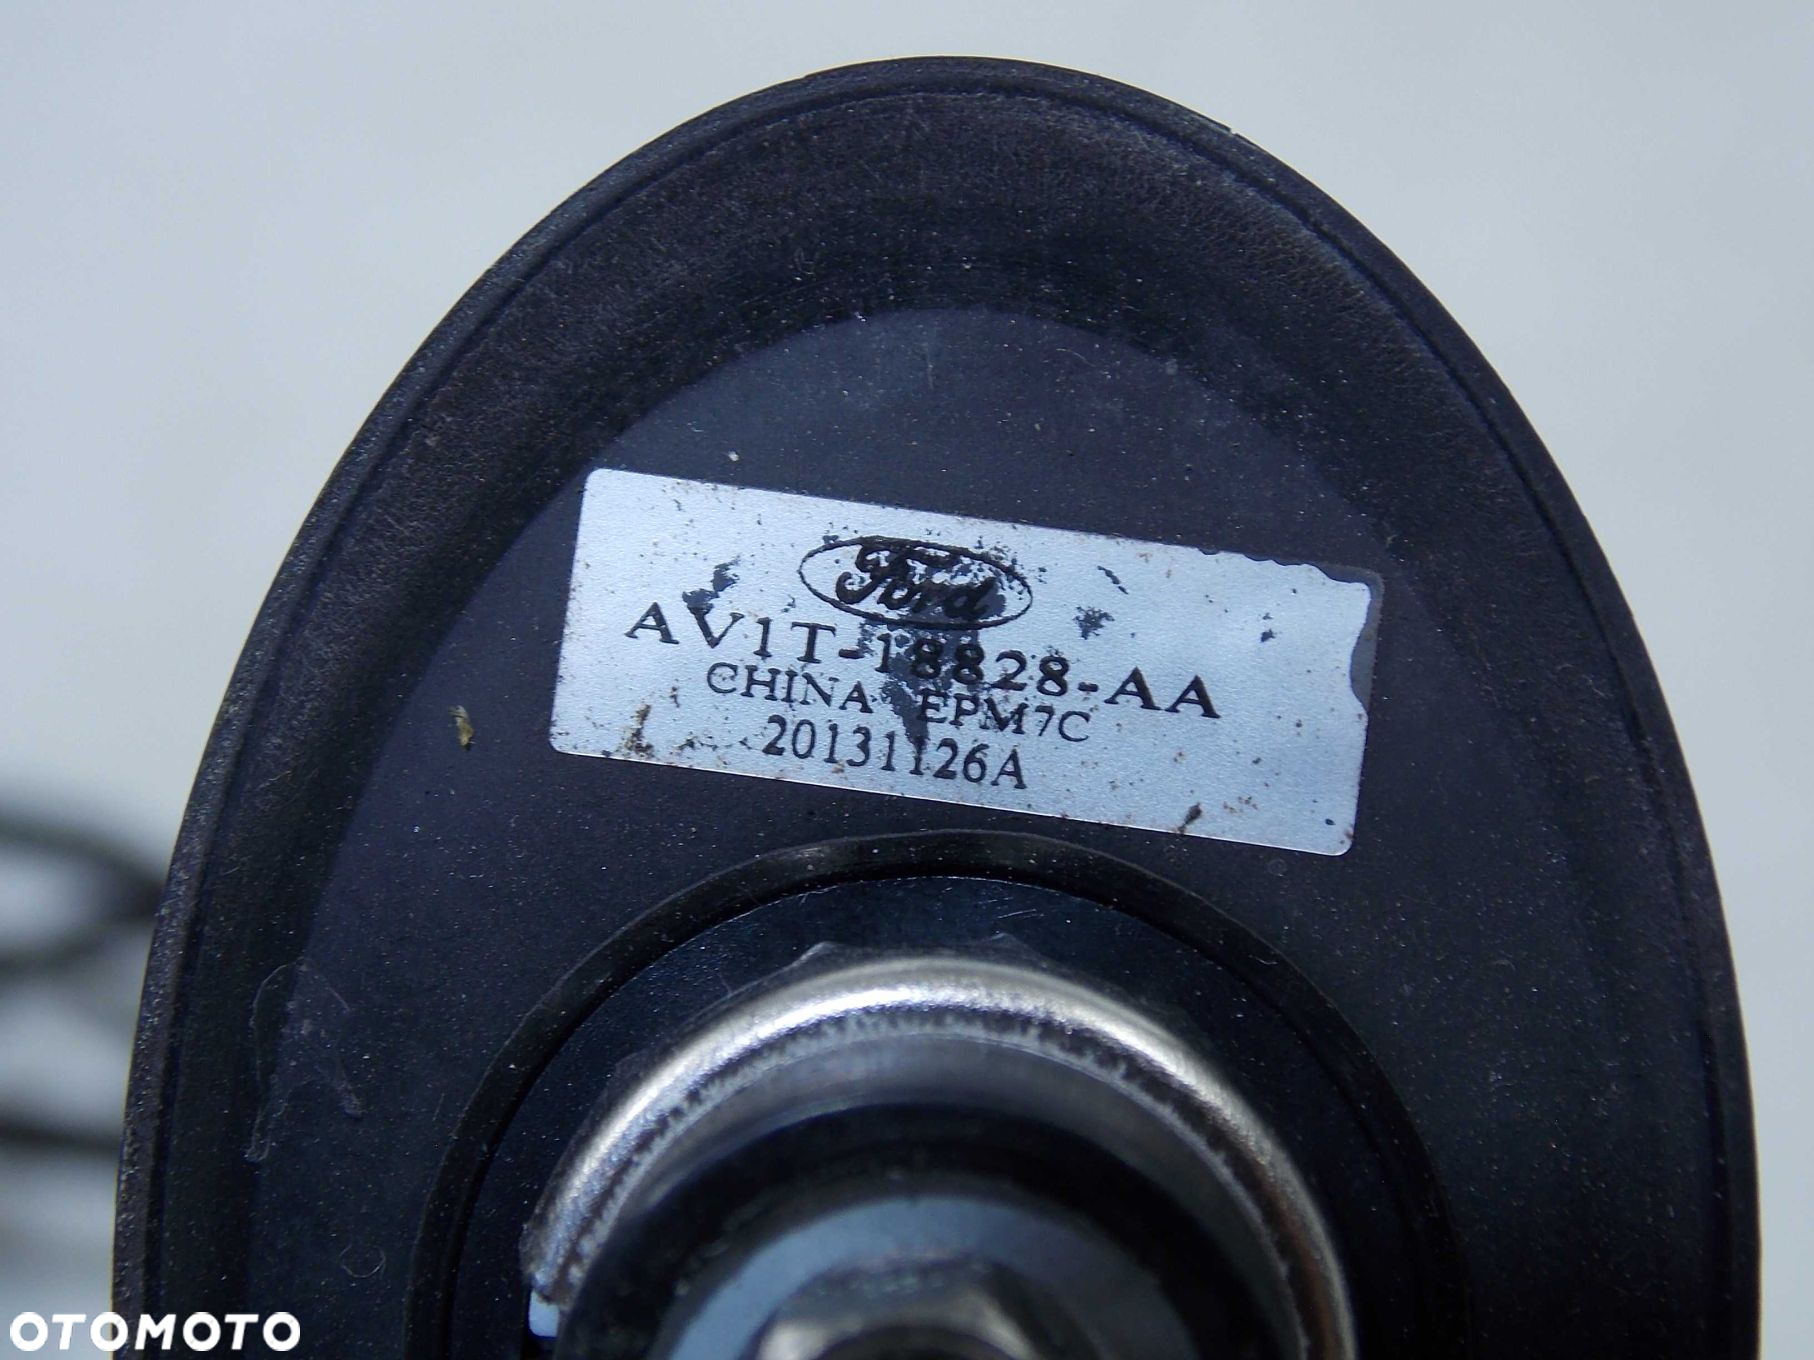 Ford
AV1T-18828-AA
CHINA EPM7C
20131126A
OTOMOTO